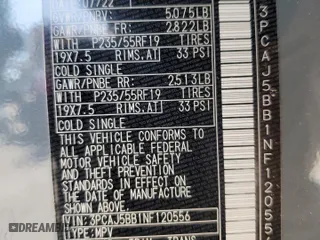 5075LB
GAWR/PNBE FR: 2822LB
WITH P235/55RF19 TIRES
19X7.5 RIMS,AT 33 PSI
COLD SINGLE
GAWR/PNBE RR: 2513LB
WITH P235/55RF19 TIRES
19X7.5 RIMS,AT 33 PSI
COLD SINGLE
THIS VEHICLE CONFORMS TO
ALL APPLICABLE FEDERAL
MOTOR VEHICLE SAFETY
AND THEFT PREVENTION
STANDARDS IN EFFECT ON
THE DATE OF MANUFACTURE
SHOWN ABOVE.
VIN: 3PCAJ5BB1NF120556
TYPE:MPV
3PCAJ5BB1NF12055